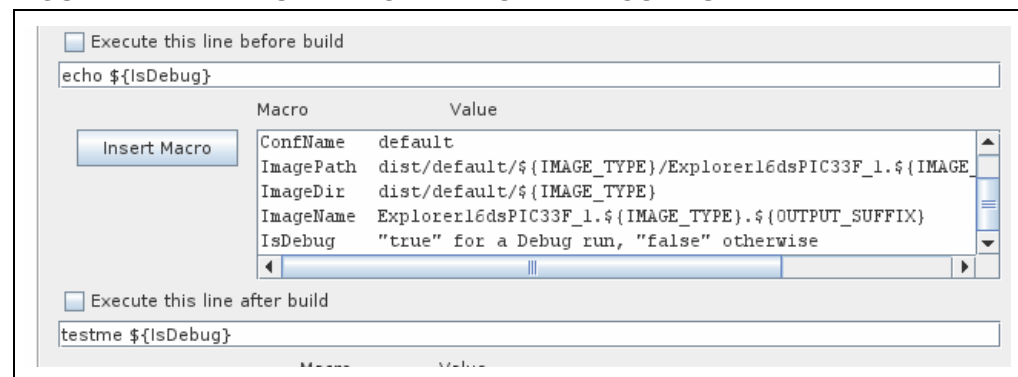 Execute this line before build
echo ${IsDebug}
Macro Value
Insert Macro
ConfName default
ImagePath dist/default/${IMAGE_TYPE}/Explorer16dsPIC33F_1.${IMAGE_
ImageDir dist/default/${IMAGE_TYPE}
ImageName Explorer16dsPIC33F_1.${IMAGE_TYPE}.${OUTPUT_SUFFIX}
IsDebug "true" for a Debug run, "false" otherwise
Execute this line after build
testme ${IsDebug}
Macro Value